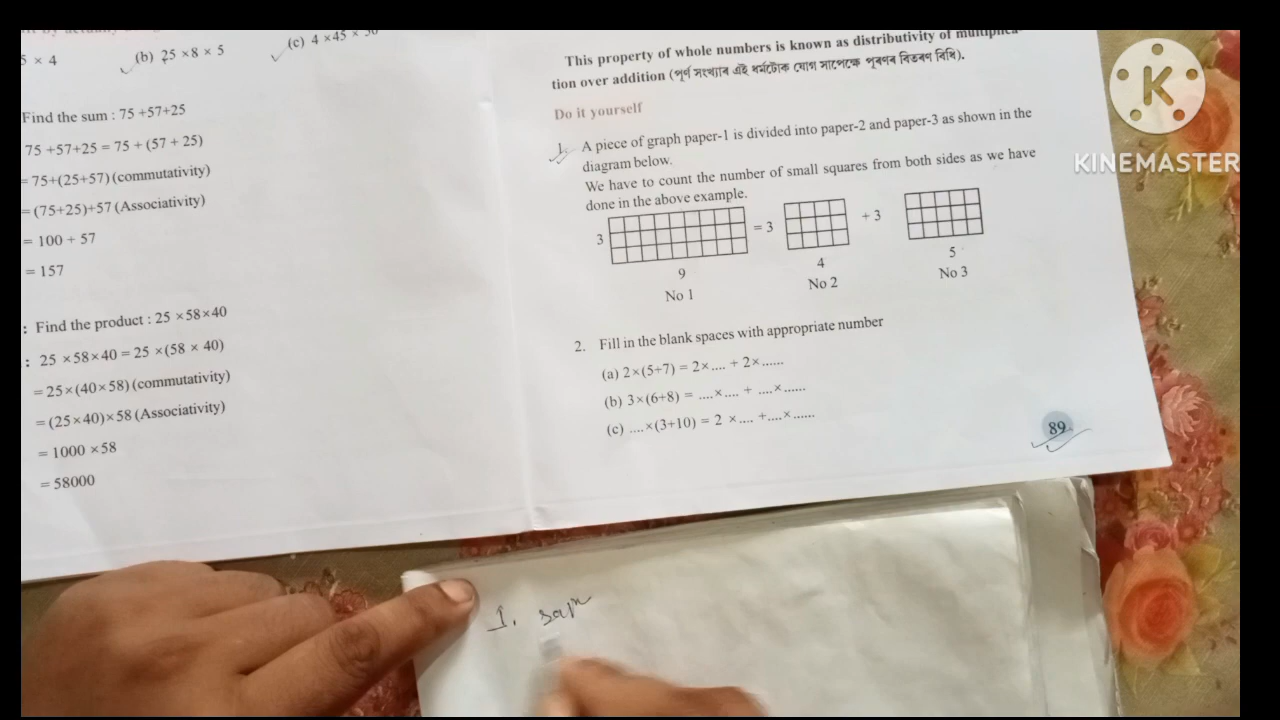 5 × 4
(b) 25 ×8 × 5
(c) 4 ×45 × 50
Find the sum : 75 +57+25
75 +57+25 = 75 + (57 + 25)
= 75+(25+57) (commutativity)
= (75+25)+57 (Associativity)
= 100 + 57
= 157
: Find the product : 25 ×58×40
: 25 ×58×40 = 25 ×(58 × 40)
= 25×(40×58) (commutativity)
= (25×40)×58 (Associativity)
= 1000 ×58
= 58000
This property of whole numbers is known as distributivity of multiplica-
tion over addition (পূৰ্ণ সংখ্যাৰ এই ধৰ্মটোক যোগ সাপেক্ষে পূৰণৰ বিতৰণ বিধি).
Do it yourself
1. A piece of graph paper-1 is divided into paper-2 and paper-3 as shown in the
diagram below.
We have to count the number of small squares from both sides as we have
done in the above example.
3 = 3 + 3
9 4 5
No 1 No 2 No 3
2. Fill in the blank spaces with appropriate number
(a) 2×(5+7) = 2×.... + 2×......
(b) 3×(6+8) = ....×.... + ....×......
(c) ....×(3+10) = 2 ×.... +....×......
89
KINEMASTER
1. Solⁿ